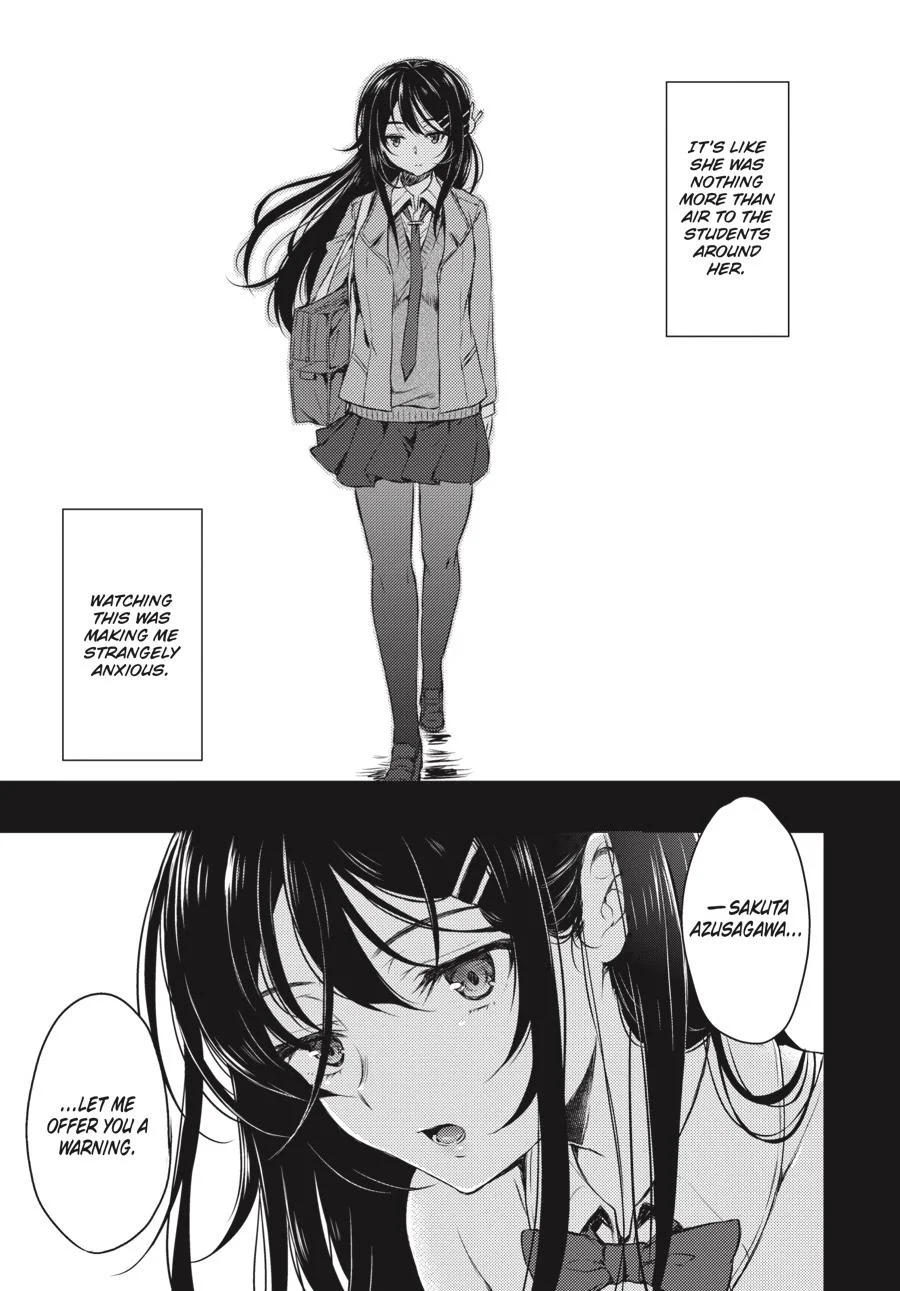 IT'S LIKE
SHE WAS
NOTHING
MORE THAN
AIR TO THE
STUDENTS
AROUND
HER.
WATCHING
THIS WAS
MAKING ME
STRANGELY
ANXIOUS.
—SAKUTA
AZUSAGAWA...
...LET ME
OFFER YOU A
WARNING.